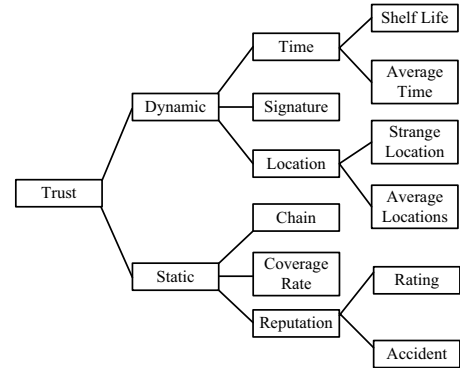 Shelf Life
Time
Average
Time
Dynamic
Signature
Strange
Location
Location
Average
Locations
Trust
Chain
Static
Coverage
Rate
Rating
Reputation
Accident